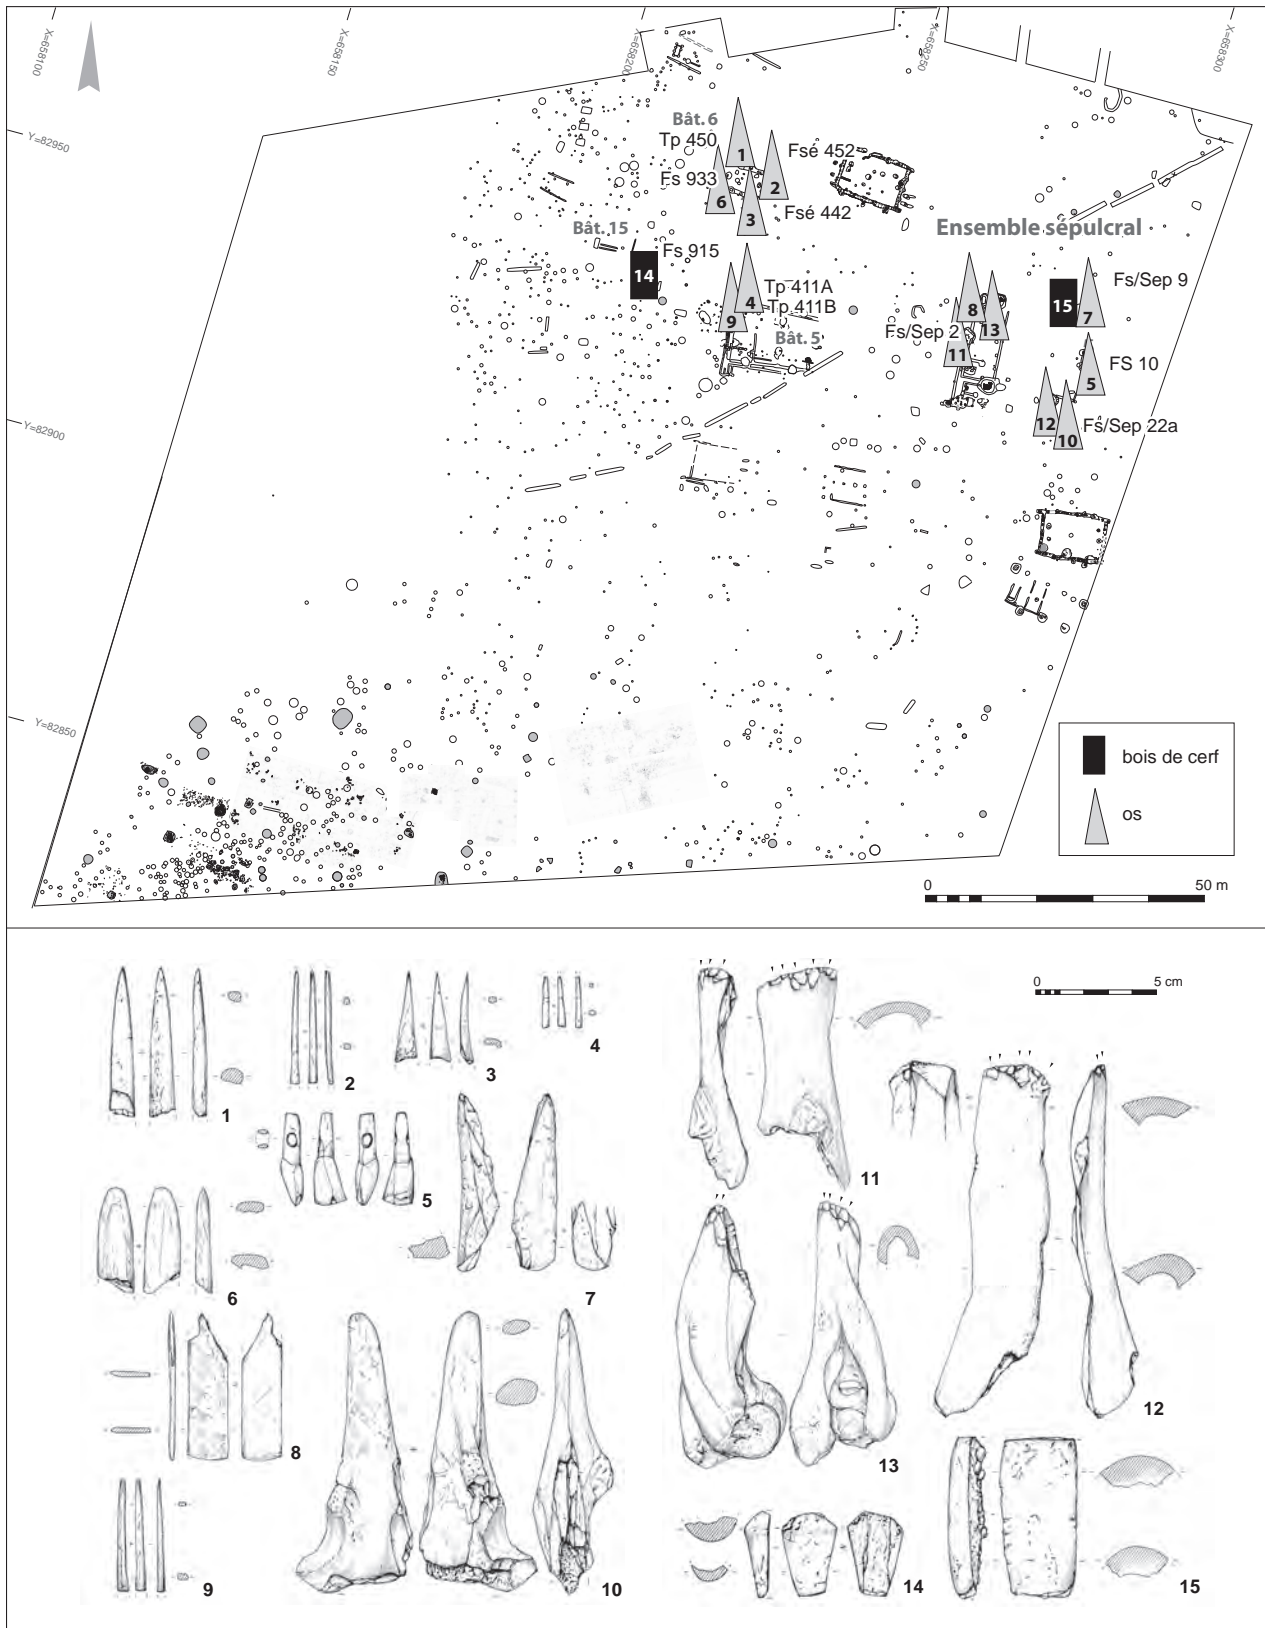 X=658100
X=658150
X=658200
X=658250
X=658300
Y=82950
Y=82900
Y=82850
Bât. 6
Tp 450
Fs 933
1
2
3
6
Fsé 452
Fsé 442
Bât. 15
Fs 915
14
4
9
Tp 411A
Tp 411B
Bât. 5
Ensemble sépulcral
Fs/Sep 2
8
13
11
15
7
Fs/Sep 9
5
FS 10
12
10
Fs/Sep 22a
bois de cerf
os
0 50 m
0 5 cm
1
2
3
4
5
6
7
8
9
10
11
12
13
14
15